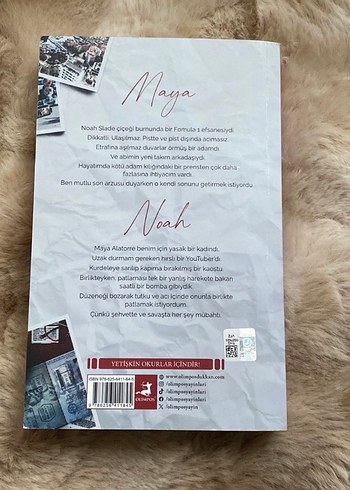 Maya
Noah Slade çiçeği burnunda bir Fomula 1 efsanesiydi.
Dikkatli. Ulaşılmaz. Pistte ve pist dışında acımasız.
Etrafına aşılmaz duvarlar örmüş bir adamdı.
Ve abimin yeni takım arkadaşıydı.
Hayatımda kötü adam kılığındaki bir prensten çok daha
fazlasına ihtiyacım vardı.
Ben mutlu son arzusu duyarken o kendi sonunu getirmek istiyordu.
Noah
Maya Alatorre benim için yasak bir kadındı.
Uzak durmam gereken hırslı bir YouTuber'dı.
Kurdeleye sarılıp kapıma bırakılmış bir kaostu.
Birlikteyken, patlaması tek bir yanlış harekete bakan
saatli bir bomba gibiydik.
Düzeneği bozarak tutku ve acı içinde onunla birlikte
patlamak istiyordum.
Çünkü şehvette ve savaşta her şey mübahtı.
YETİŞKİN OKURLAR İÇİNDİR!
OLİMPOS
www.olimposdukkan.com
/olimposyayinlari
/olimposyayinlari
/olimposyayin